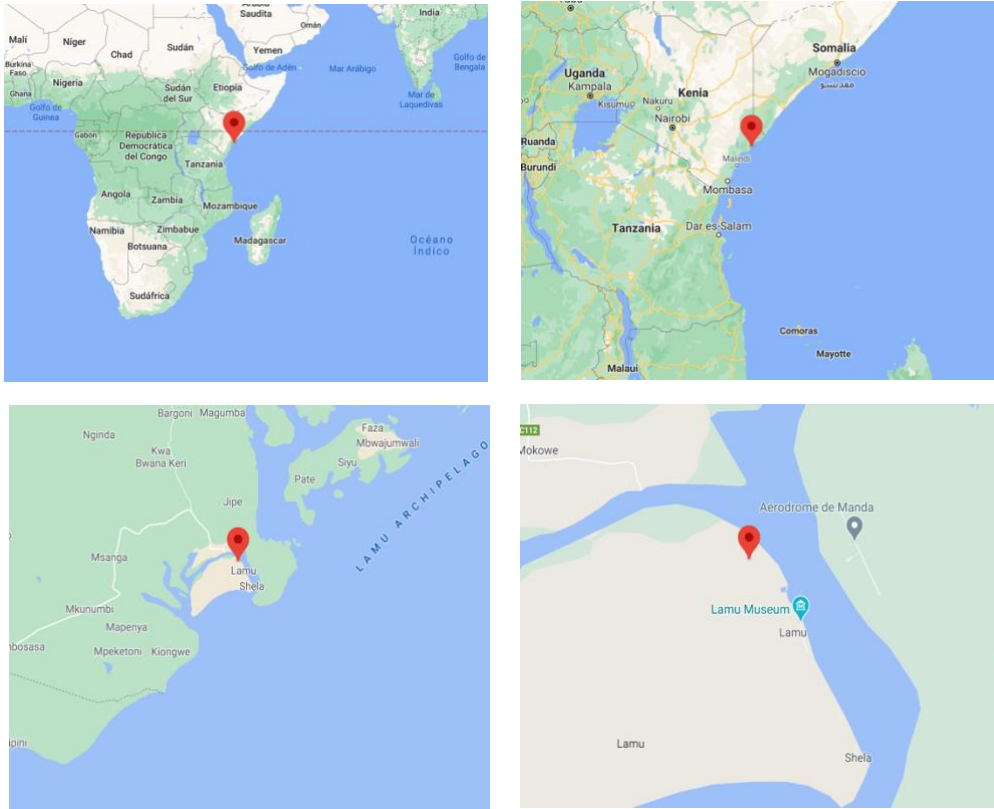 Arabia
Saudita
India
Omán
Malí
Níger
Sudán
Yemen
Golfo de
Bengala
Chad
Golfo de Adén
Mar Arábigo
Burkina
Faso
Nigeria
Sudán
del Sur
Etiopía
Mar de
Laquedivas
Ghana
Golfo de
Guinea
Gabón
República
Democrática
del Congo
Tanzania
Angola
Zambia
Mozambique
Namibia
Zimbabue
Botsuana
Madagascar
Océano
Índico
Sudáfrica
Somalia
Mogadiscio
مقديشو
Uganda
Kampala
Kenia
Kisumu
Nakuru
Nairobi
Ruanda
Burundi
Malindi
Mombasa
Tanzania
Dar es-Salam
Comoras
Mayotte
Malaui
Bargoni
Magumba
Nginda
Faza
Mbwajumwali
Kwa
Bwana Keri
Siyu
Pate
Jipe
LAMU ARCHIPELAGO
Msanga
Lamu
Shela
Mkunumbi
Mapenya
Mpeketoni
Kiongwe
C112
Mokowe
Aérodrome de Manda
Lamu Museum
Lamu
Lamu
Shela